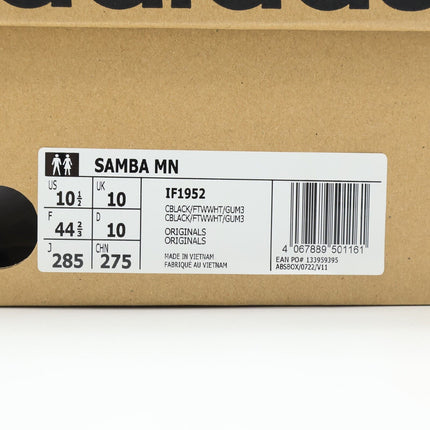 adidas
SAMBA MN
US
10½
UK
10
F
44⅔
D
10
J
285
CHN
275
IF1952
CBLACK/FTWWHT/GUM3
CBLACK/FTWWHT/GUM3
ORIGINALS
ORIGINALS
MADE IN VIETNAM
FABRIQUE AU VIETNAM
4 067889 501161
EAN PO# 133959395
ABSBOX/0722/V11